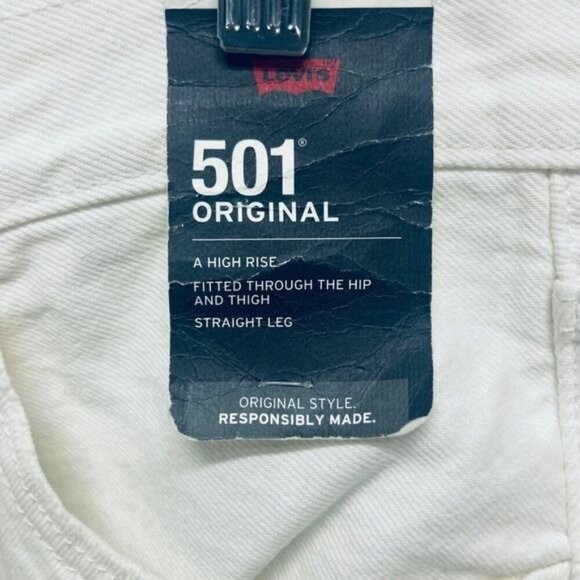 Levi's
501®
ORIGINAL
A HIGH RISE
FITTED THROUGH THE HIP
AND THIGH
STRAIGHT LEG
ORIGINAL STYLE.
RESPONSIBLY MADE.